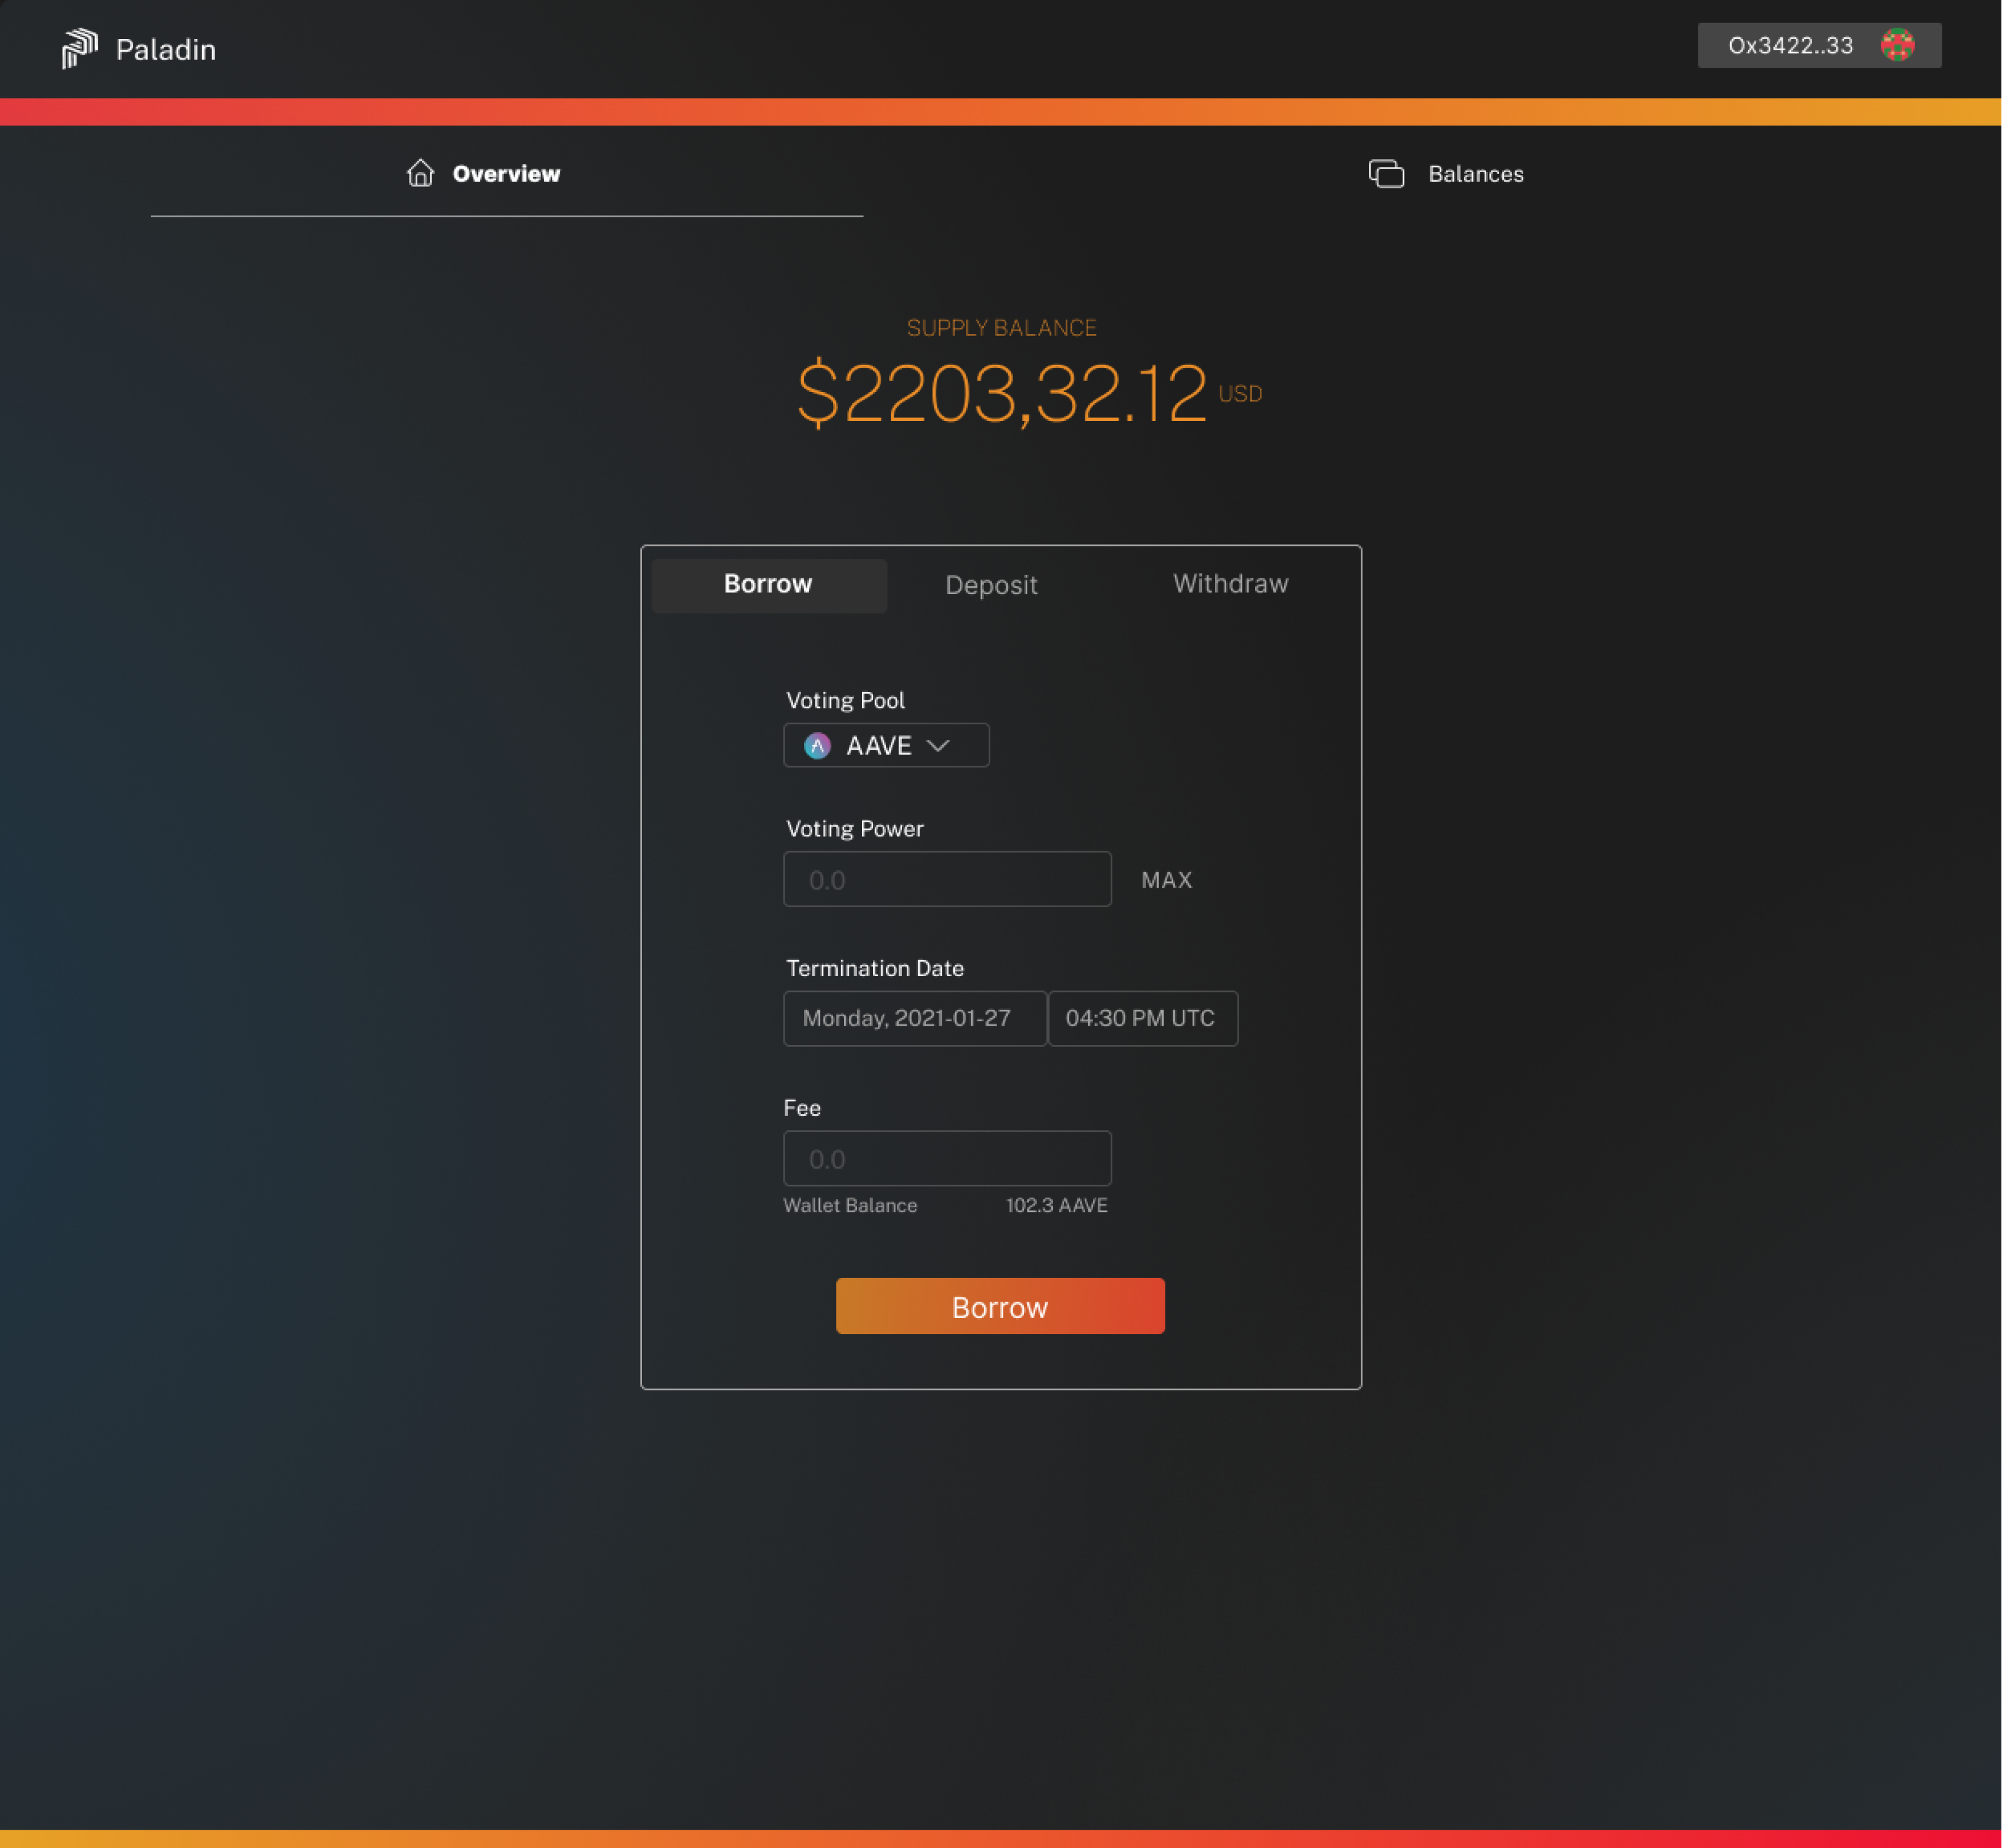 Paladin
0x3422..33
Overview
Balances
SUPPLY BALANCE
$2203,32.12 USD
Borrow
Deposit
Withdraw
Voting Pool
AAVE
Voting Power
0.0
MAX
Termination Date
Monday, 2021-01-27
04:30 PM UTC
Fee
0.0
Wallet Balance
102.3 AAVE
Borrow